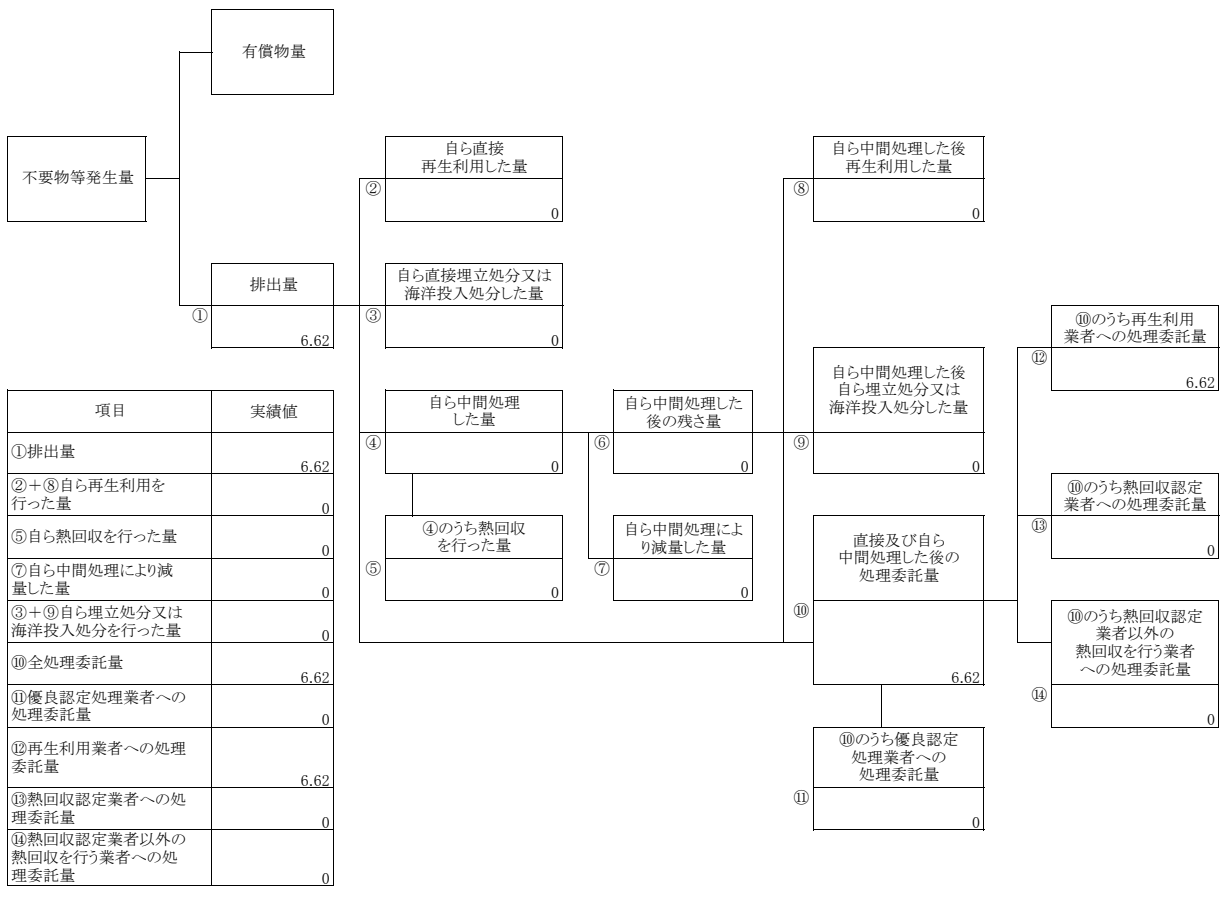 有償物量
不要物等発生量
自ら直接
再生利用した量
②
0
自ら中間処理した後
再生利用した量
⑧
0
排出量
①
6.62
自ら直接埋立処分又は
海洋投入処分した量
③
0
⑩のうち再生利用
業者への処理委託量
⑫
6.62
自ら中間処理した後
自ら埋立処分又は
海洋投入処分した量
⑨
0
自ら中間処理
した量
④
0
自ら中間処理した
後の残さ量
⑥
0
⑩のうち熱回収認定
業者への処理委託量
⑬
0
④のうち熱回収
を行った量
⑤
0
自ら中間処理によ
り減量した量
⑦
0
直接及び自ら
中間処理した後の
処理委託量
⑩
6.62
⑩のうち熱回収認定
業者以外の
熱回収を行う業者
への処理委託量
⑭
0
⑩のうち優良認定
処理業者への
処理委託量
⑪
0
項目 実績値
①排出量
6.62
②＋⑧自ら再生利用を
行った量
0
⑤自ら熱回収を行った量
0
⑦自ら中間処理により減
量した量
0
③＋⑨自ら埋立処分又は
海洋投入処分を行った量
0
⑩全処理委託量
6.62
⑪優良認定処理業者への
処理委託量
0
⑫再生利用業者への処理
委託量
6.62
⑬熱回収認定業者への処
理委託量
0
⑭熱回収認定業者以外の
熱回収を行う業者への処
理委託量
0